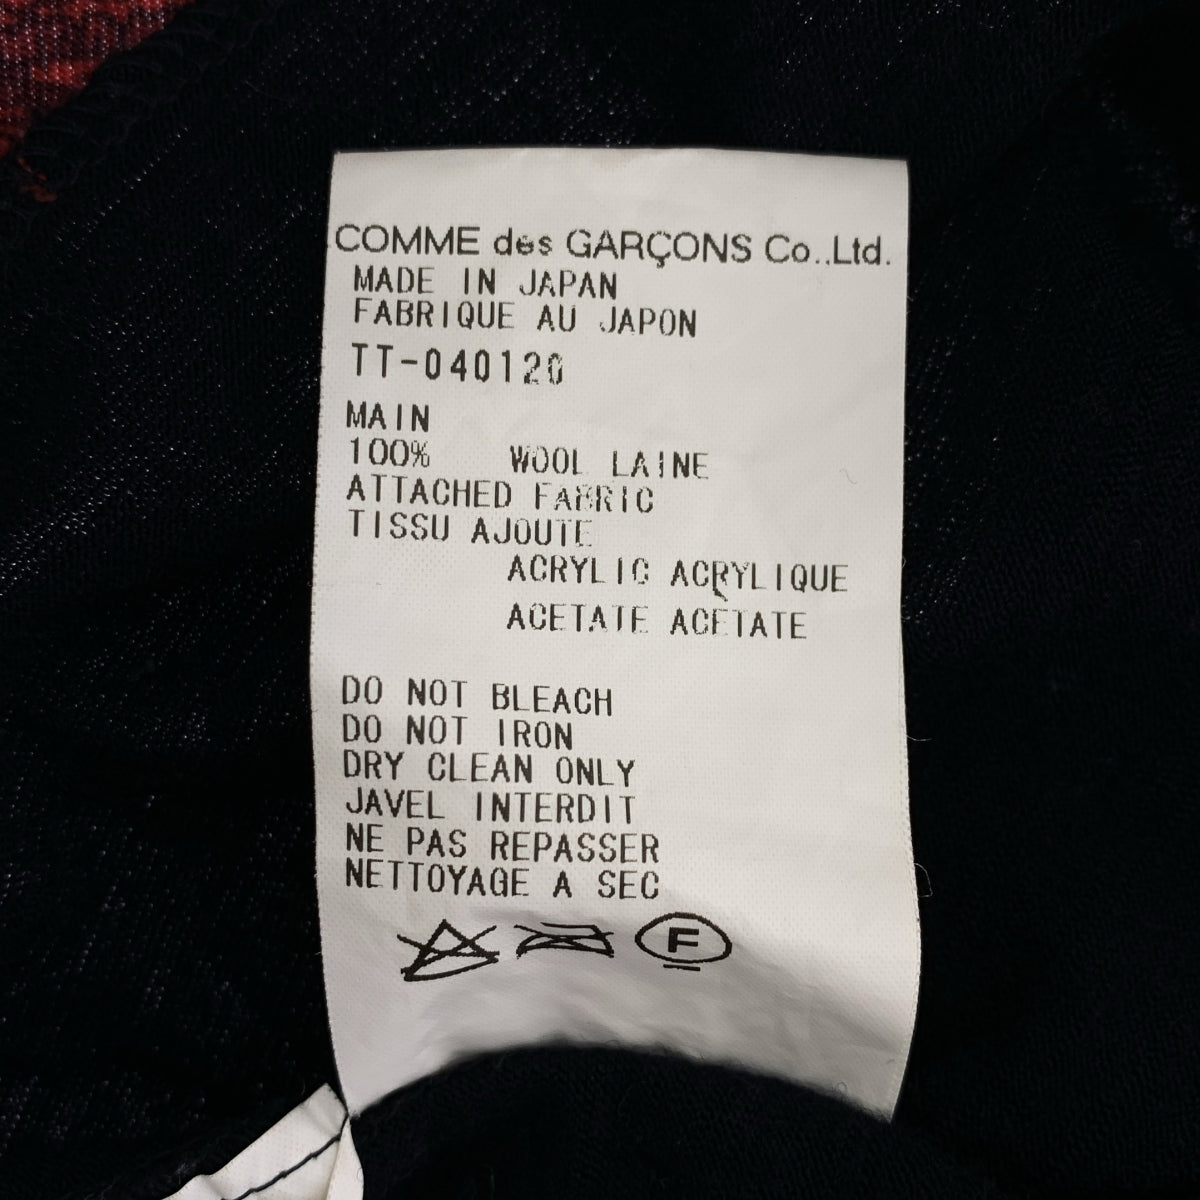 COMME des GARÇONS Co.,Ltd.
MADE IN JAPAN
FABRIQUE AU JAPON
TT-040120
MAIN
100% WOOL LAINE
ATTACHED FABRIC
TISSU AJOUTE
ACRYLIC ACRYLIQUE
ACETATE ACETATE
DO NOT BLEACH
DO NOT IRON
DRY CLEAN ONLY
JAVEL INTERDIT
NE PAS REPASSER
NETTOYAGE A SEC
F